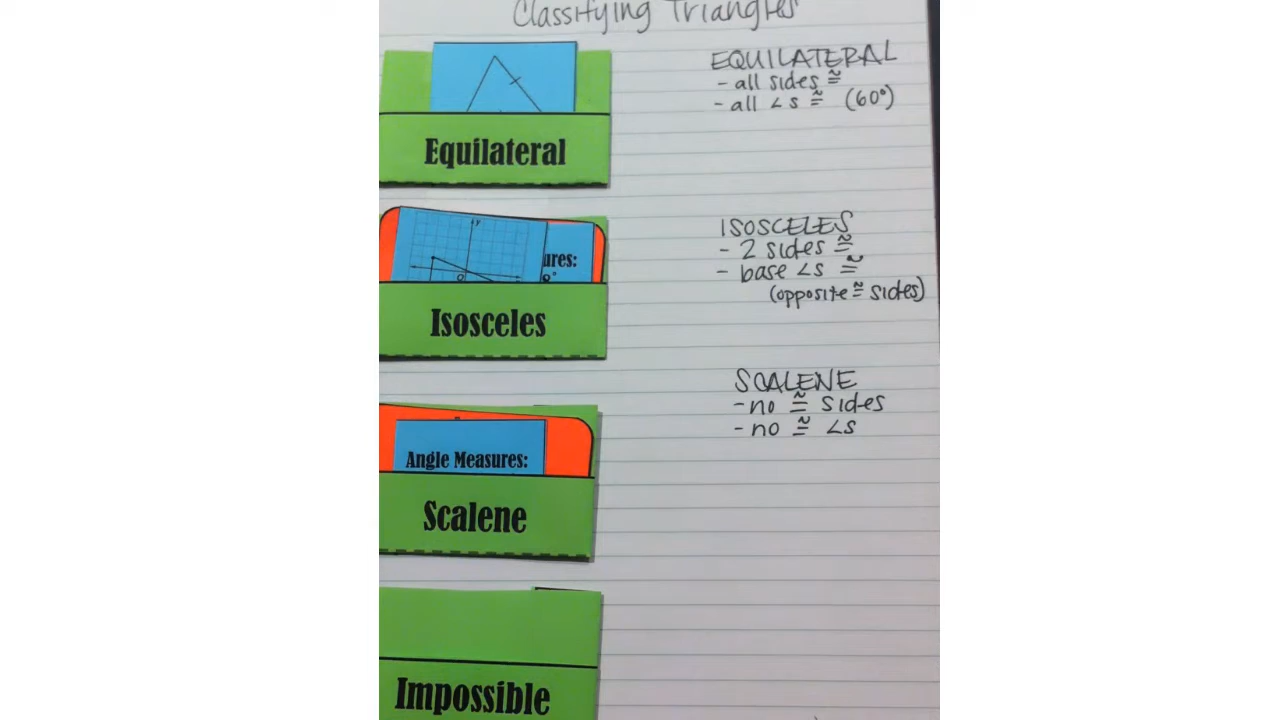 Classifying Triangles
Equilateral
EQUILATERAL
- all sides ≅
- all ∠s ≅ (60°)
y
O
ures:
°
Isosceles
ISOSCELES
- 2 sides ≅
- base ∠s ≅
(opposite ≅ sides)
Angle Measures:
Scalene
SCALENE
- no ≅ sides
- no ≅ ∠s
Impossible